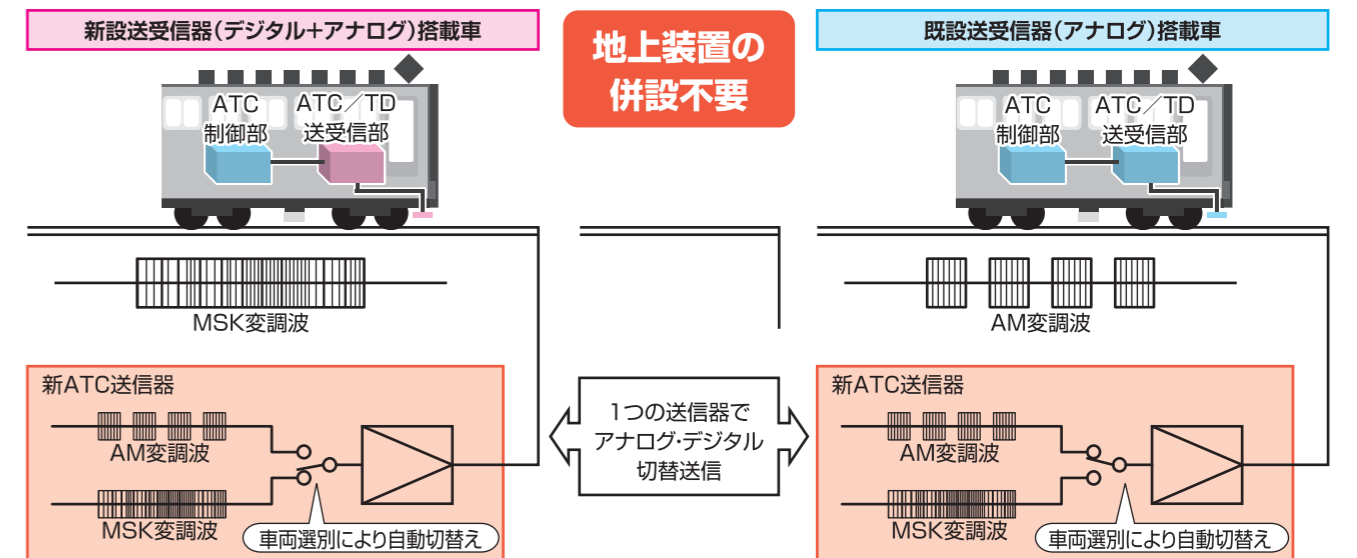 新設送受信器（デジタル＋アナログ）搭載車
地上装置の
併設不要
既設送受信器（アナログ）搭載車
ATC
制御部
ATC／TD
送受信部
ATC
制御部
ATC／TD
送受信部
MSK変調波
AM変調波
新ATC送信器
AM変調波
MSK変調波
車両選別により自動切替え
1つの送信器で
アナログ・デジタル
切替送信
新ATC送信器
AM変調波
MSK変調波
車両選別により自動切替え